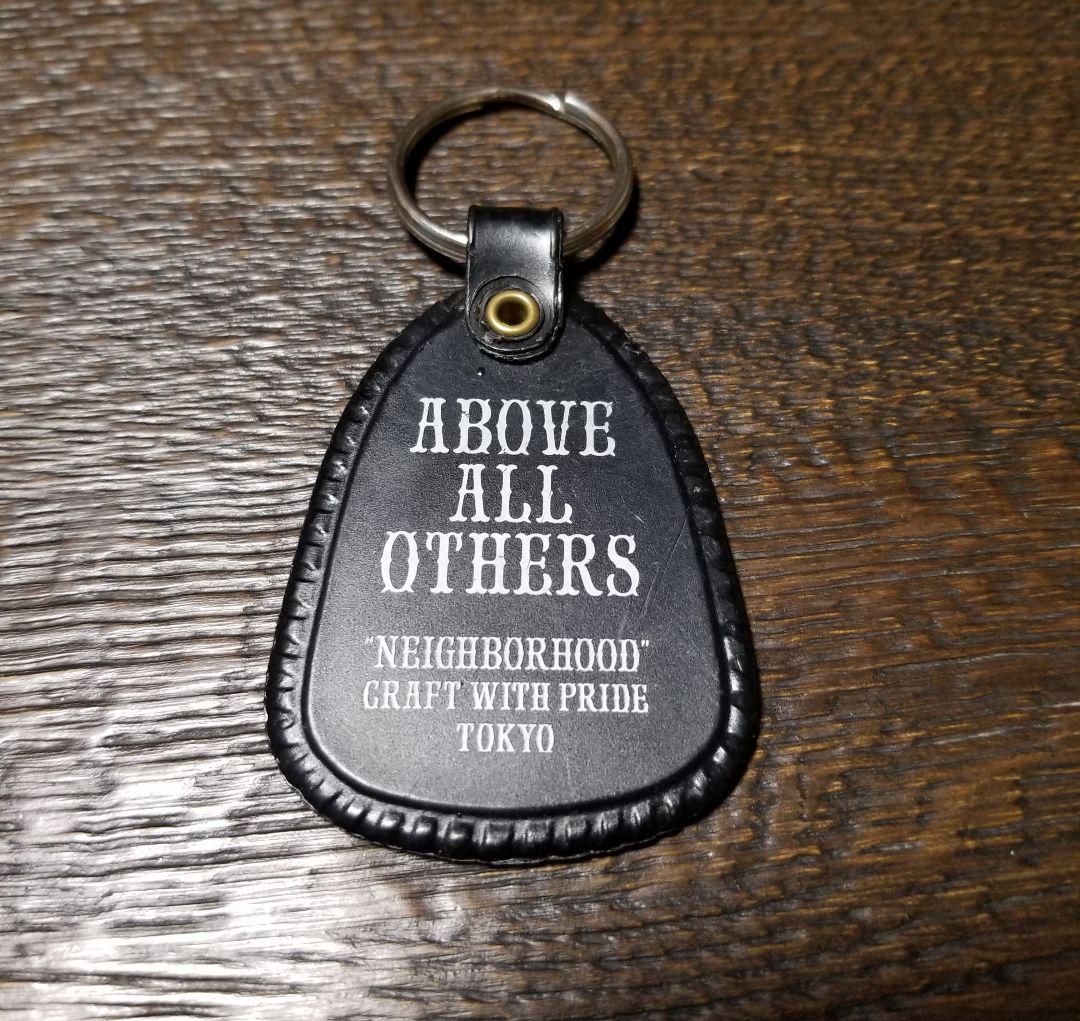 ABOVE
ALL
OTHERS
"NEIGHBORHOOD"
CRAFT WITH PRIDE
TOKYO